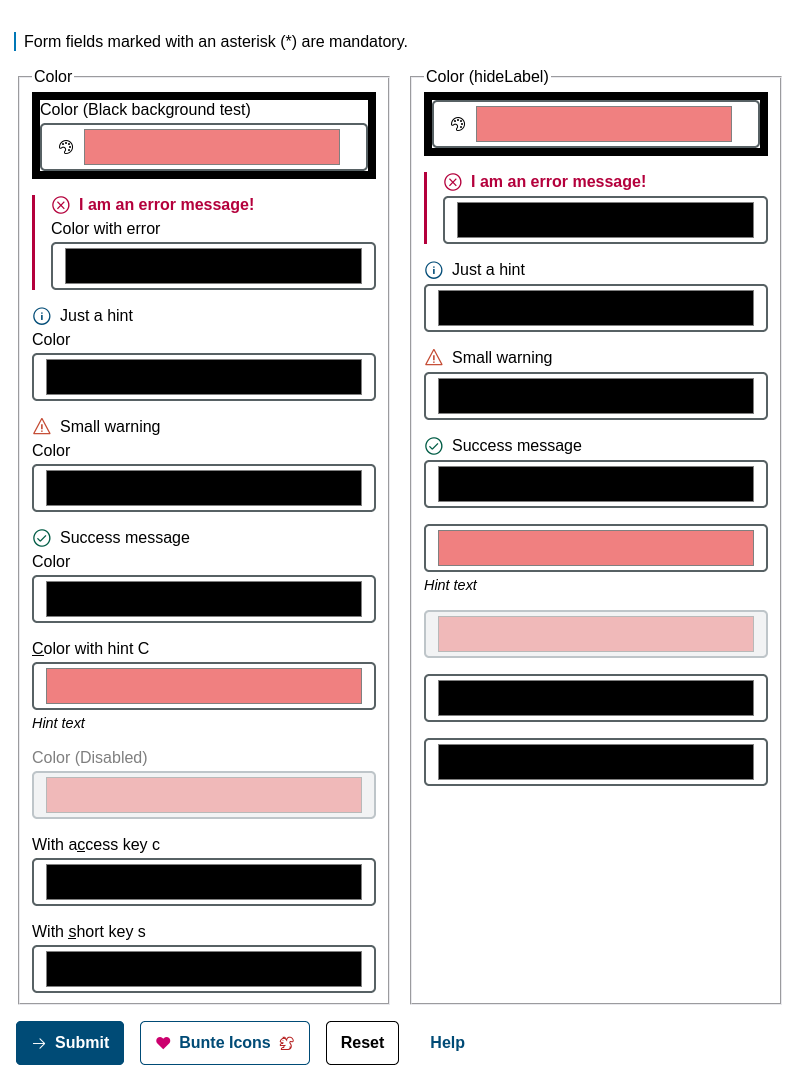 Form fields marked with an asterisk (*) are mandatory.
Color
Color (Black background test)
I am an error message!
Color with error
Just a hint
Color
Small warning
Color
Success message
Color
Color with hint C
Hint text
Color (Disabled)
With access key c
With short key s
Color (hideLabel)
I am an error message!
Just a hint
Small warning
Success message
Hint text
Submit
Bunte Icons
Reset
Help